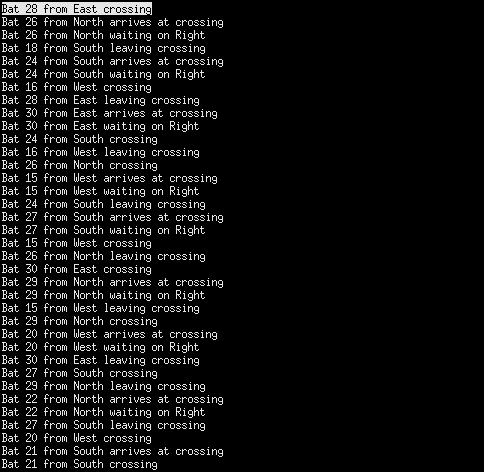 Bat 28 from East crossing
Bat 26 from North arrives at crossing
Bat 26 from North waiting on Right
Bat 18 from South leaving crossing
Bat 24 from South arrives at crossing
Bat 24 from South waiting on Right
Bat 16 from West crossing
Bat 28 from East leaving crossing
Bat 30 from East arrives at crossing
Bat 30 from East waiting on Right
Bat 24 from South crossing
Bat 16 from West leaving crossing
Bat 26 from North crossing
Bat 15 from West arrives at crossing
Bat 15 from West waiting on Right
Bat 24 from South leaving crossing
Bat 27 from South arrives at crossing
Bat 27 from South waiting on Right
Bat 15 from West crossing
Bat 26 from North leaving crossing
Bat 30 from East crossing
Bat 29 from North arrives at crossing
Bat 29 from North waiting on Right
Bat 15 from West leaving crossing
Bat 29 from North crossing
Bat 20 from West arrives at crossing
Bat 20 from West waiting on Right
Bat 30 from East leaving crossing
Bat 27 from South crossing
Bat 29 from North leaving crossing
Bat 22 from North arrives at crossing
Bat 22 from North waiting on Right
Bat 27 from South leaving crossing
Bat 20 from West crossing
Bat 21 from South arrives at crossing
Bat 21 from South crossing